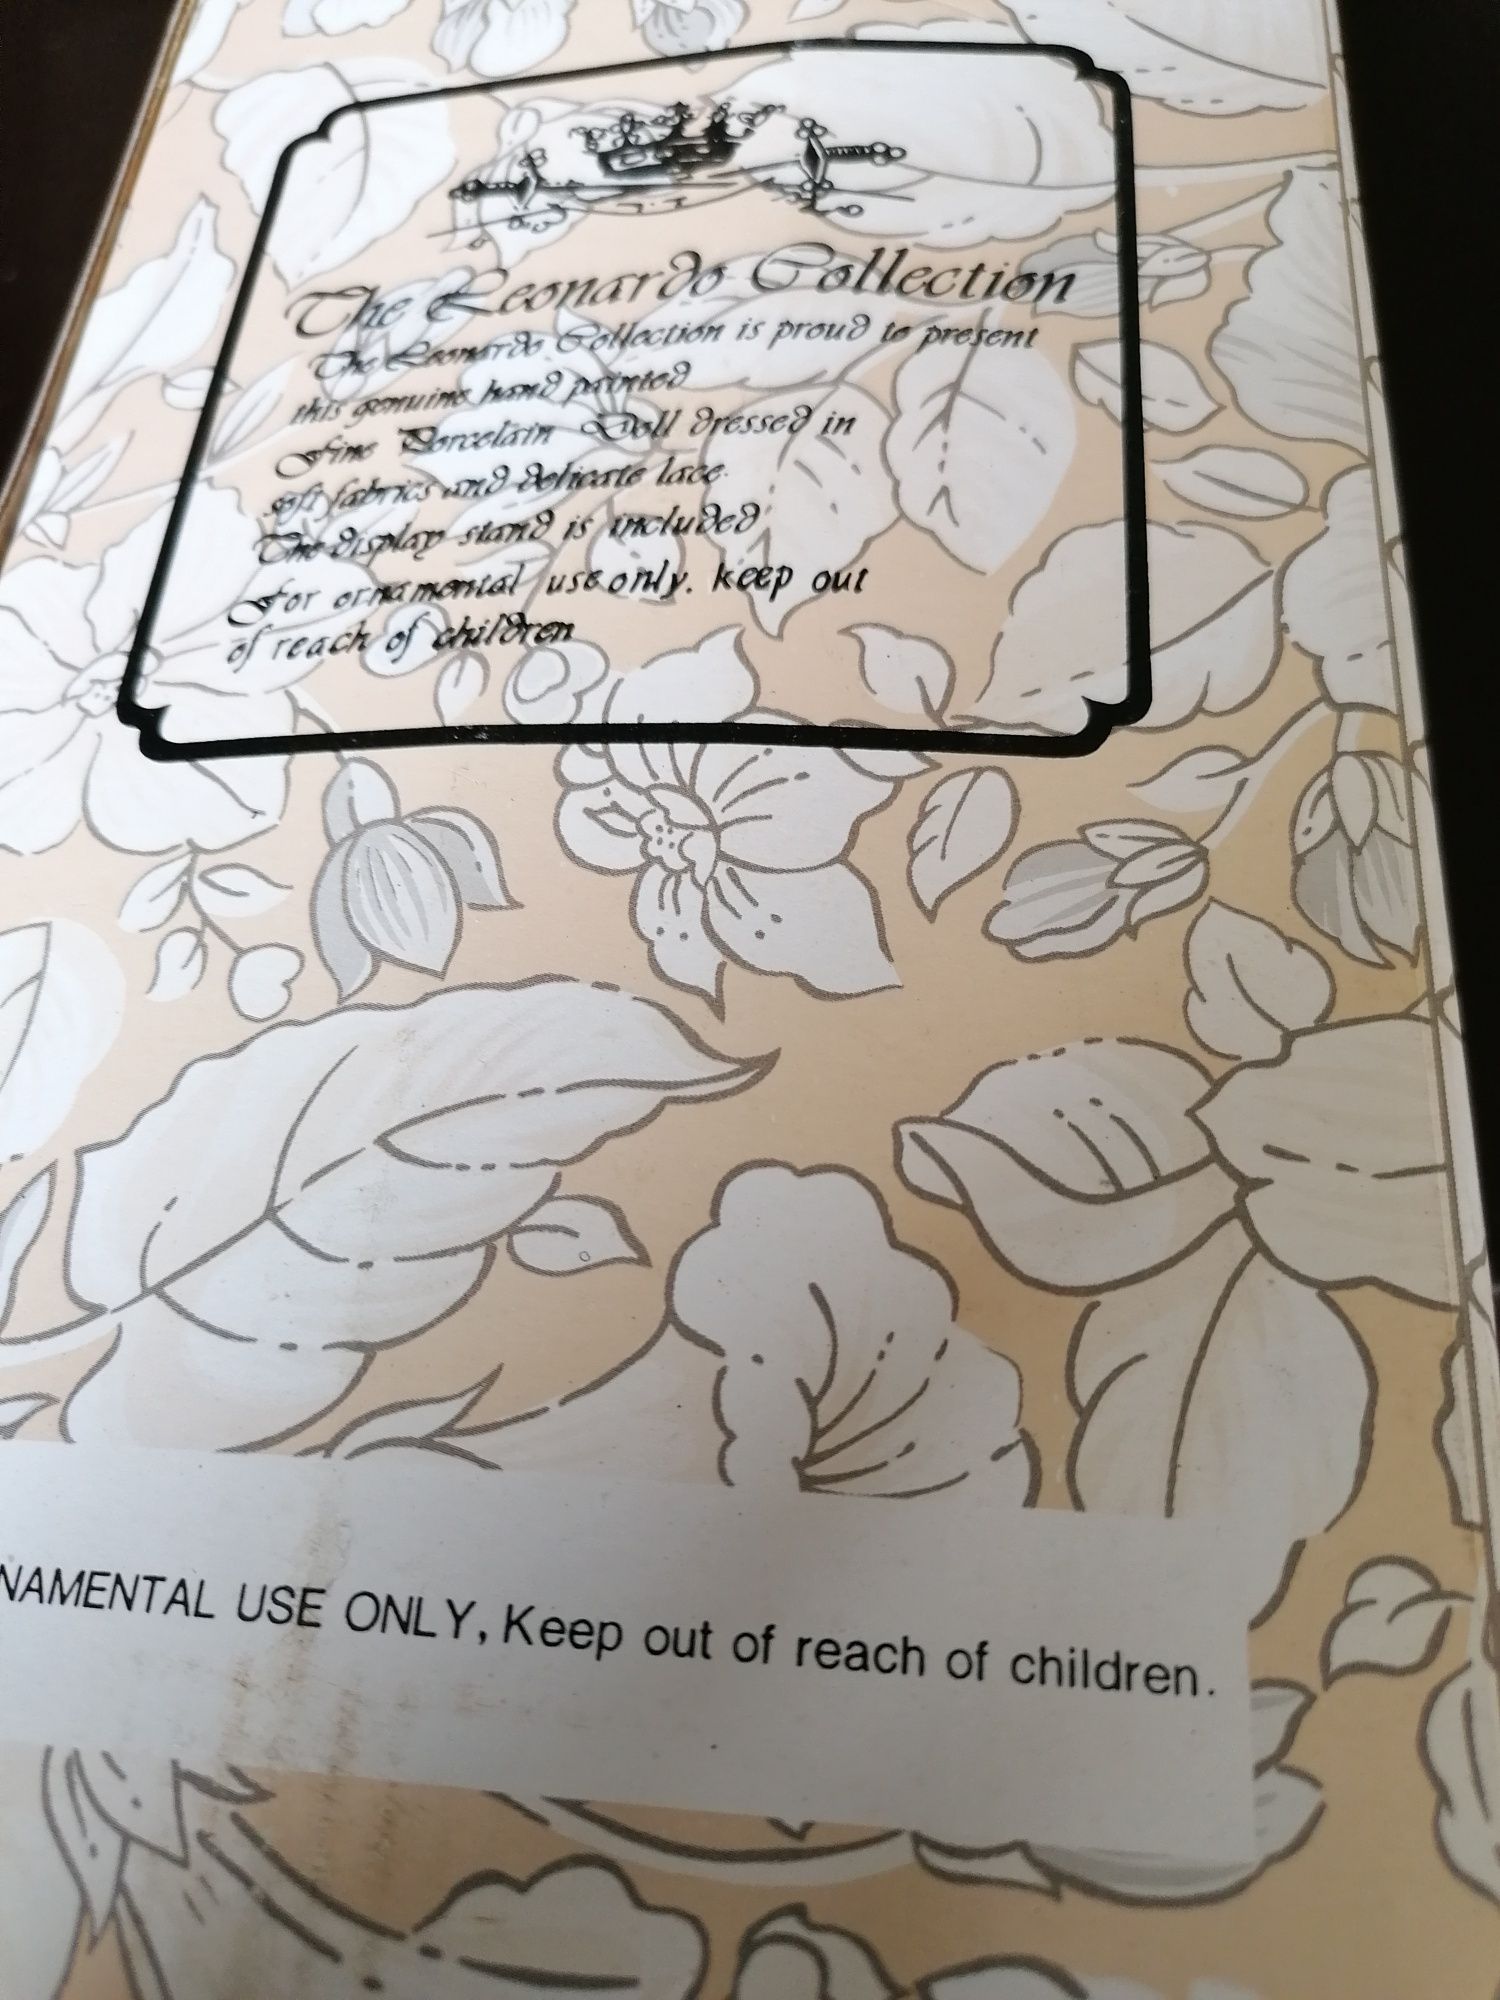 The Leonardo Collection
The Leonardo Collection is proud to present
this genuine hand painted
Fine Porcelain Doll dressed in
soft fabrics and delicate lace.
The display stand is included
For ornamental use only. keep out
of reach of children
NAMENTAL USE ONLY, Keep out of reach of children.